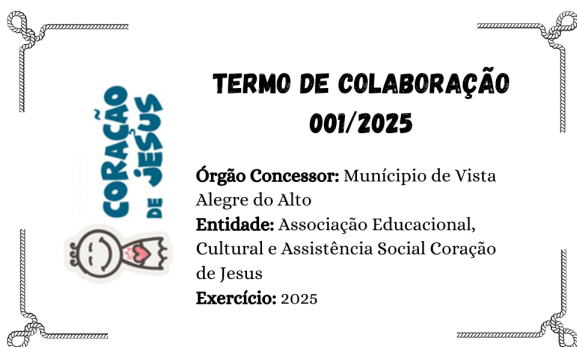 CORAÇÃO
DE JESUS
TERMO DE COLABORAÇÃO
001/2025
Órgão Concessor: Munícipio de Vista
Alegre do Alto
Entidade: Associação Educacional,
Cultural e Assistência Social Coração
de Jesus
Exercício: 2025